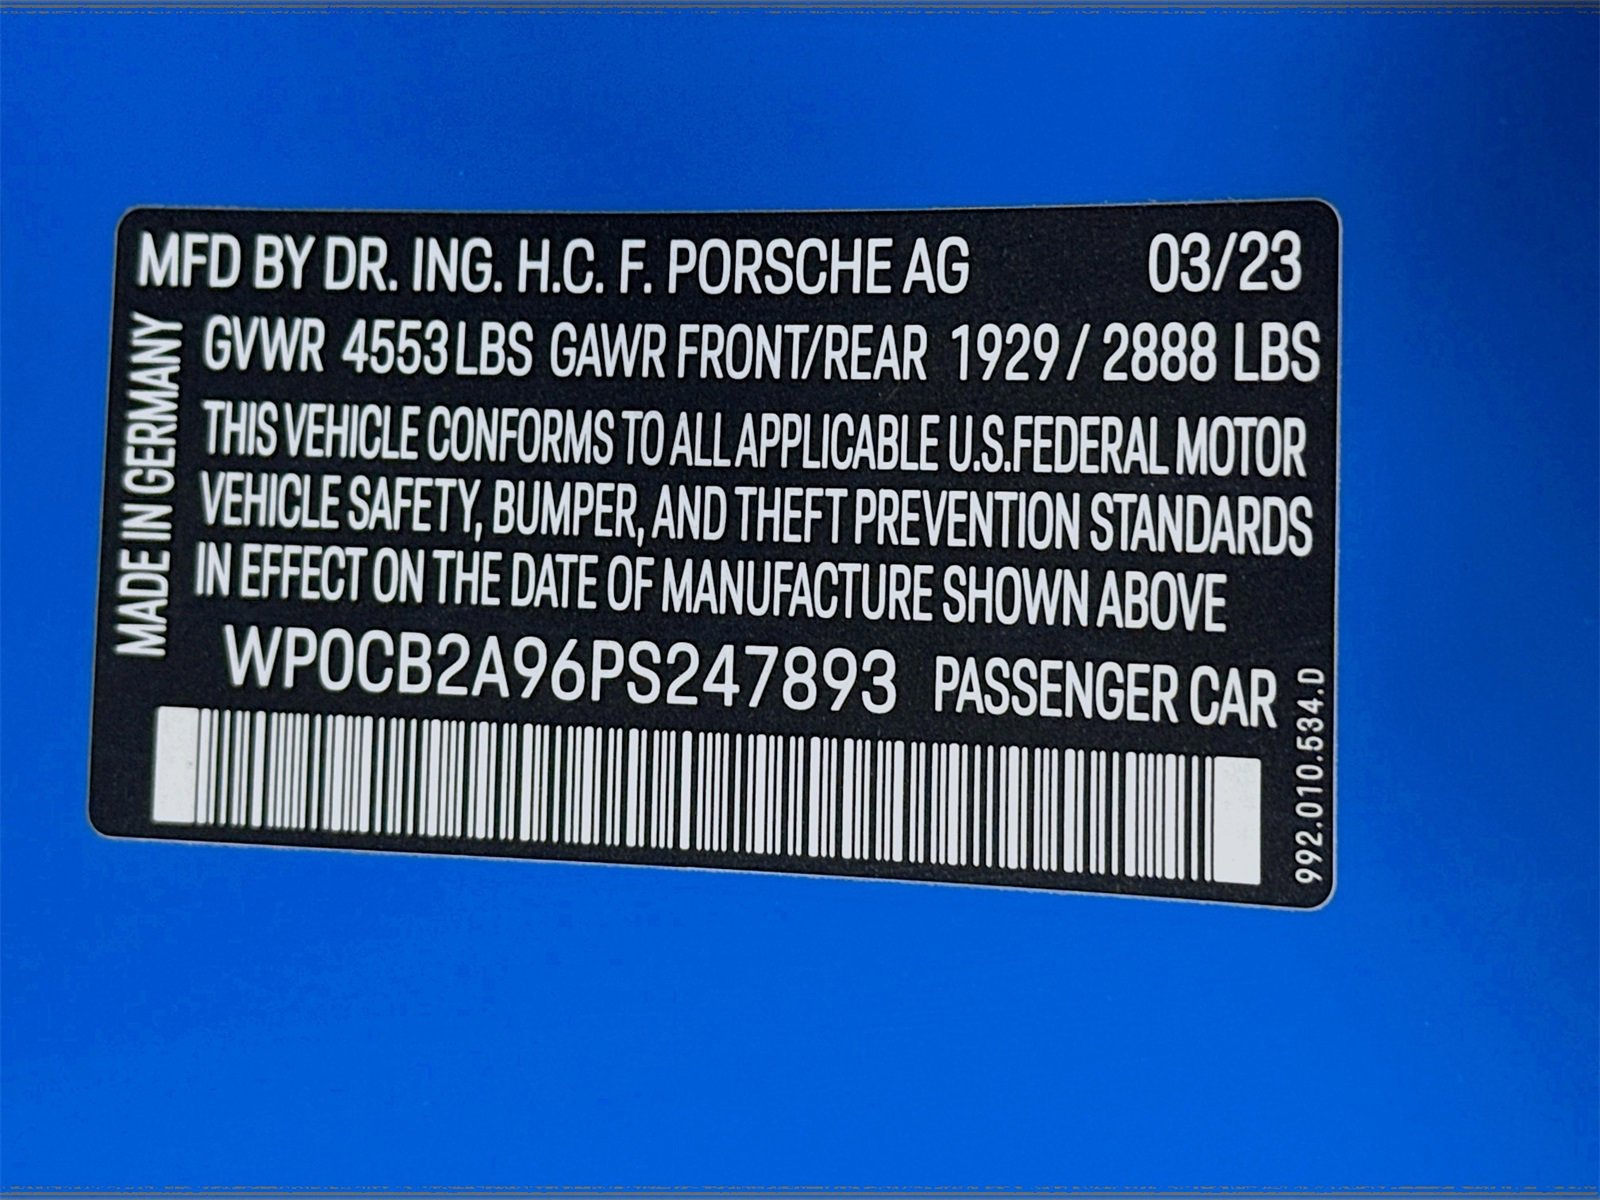 MFD BY DR. ING. H.C. F. PORSCHE AG 03/23
GVWR 4553 LBS GAWR FRONT/REAR 1929 / 2888 LBS
THIS VEHICLE CONFORMS TO ALL APPLICABLE U.S.FEDERAL MOTOR
VEHICLE SAFETY, BUMPER, AND THEFT PREVENTION STANDARDS
IN EFFECT ON THE DATE OF MANUFACTURE SHOWN ABOVE
WP0CB2A96PS247893 PASSENGER CAR
MADE IN GERMANY
992.010.534.D